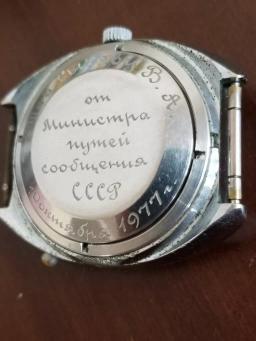 В. А.
от
Министра
путей
сообщения
СССР
октября 1977 г.